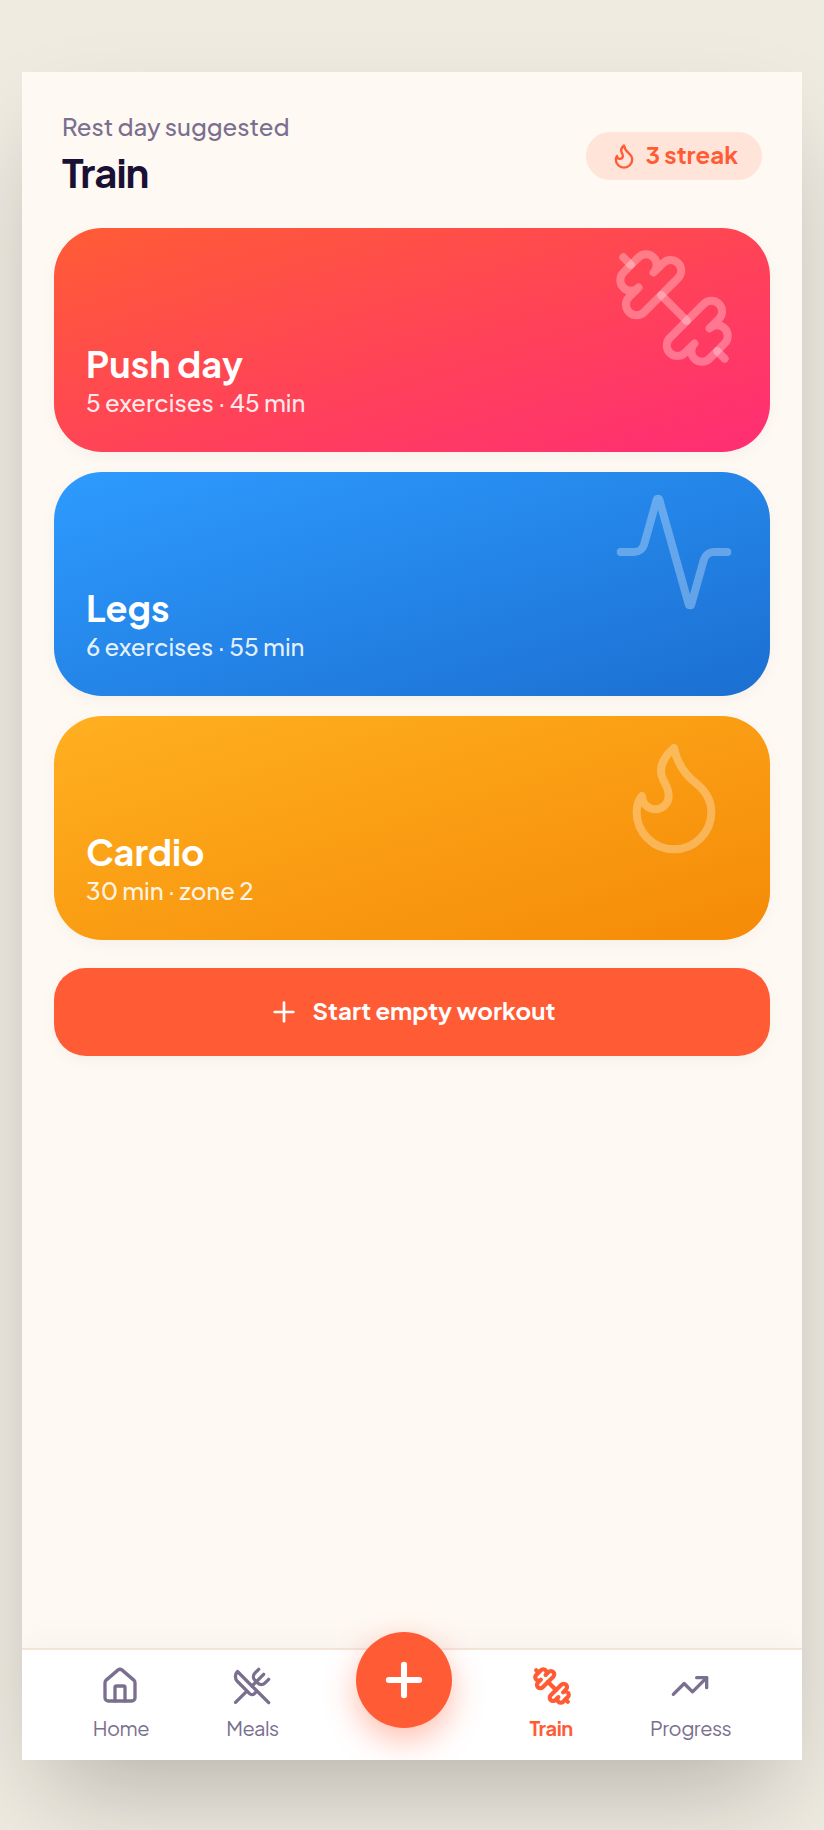 Rest day suggested
Train
3 streak
Push day
5 exercises · 45 min
Legs
6 exercises · 55 min
Cardio
30 min · zone 2
Start empty workout
Home
Meals
Train
Progress